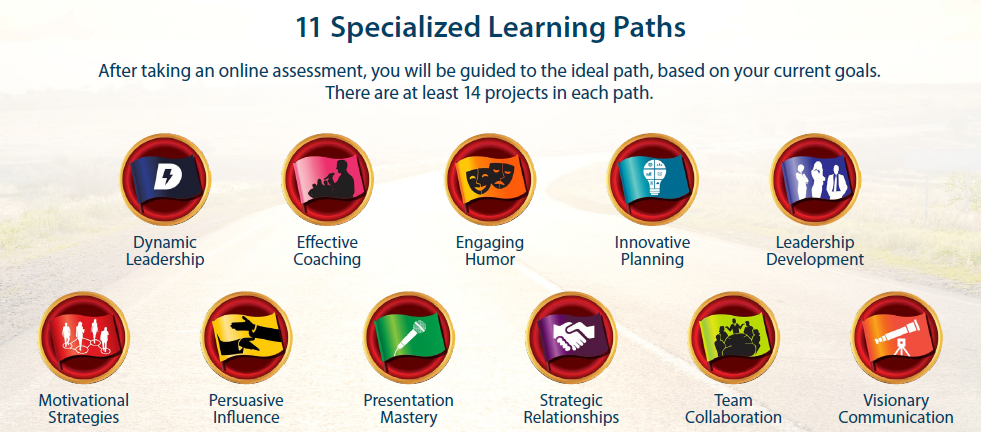 11 Specialized Learning Paths
After taking an online assessment, you will be guided to the ideal path, based on your current goals.
There are at least 14 projects in each path.
D
Dynamic
Leadership
Effective
Coaching
Engaging
Humor
Innovative
Planning
Leadership
Development
Motivational
Strategies
Persuasive
Influence
Presentation
Mastery
Strategic
Relationships
Team
Collaboration
Visionary
Communication